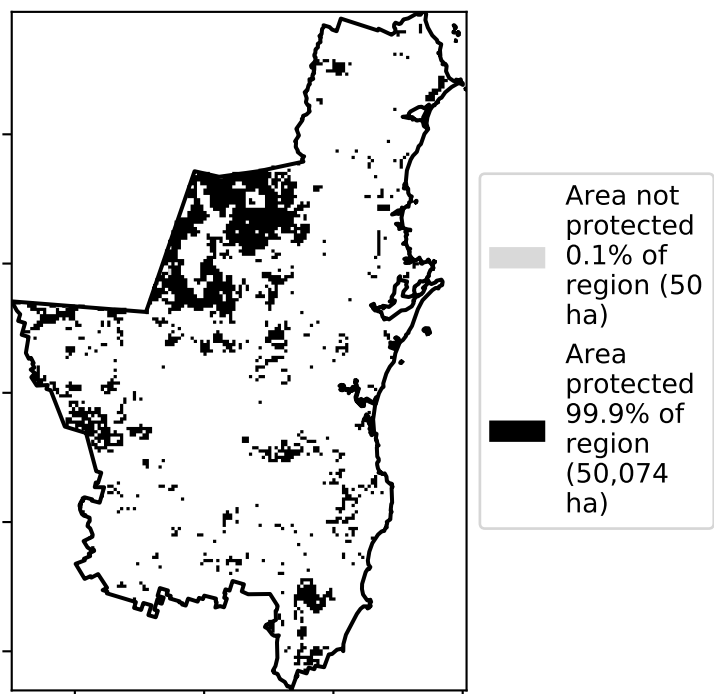 Area not
protected
0.1% of
region (50
ha)
Area
protected
99.9% of
region
(50,074
ha)